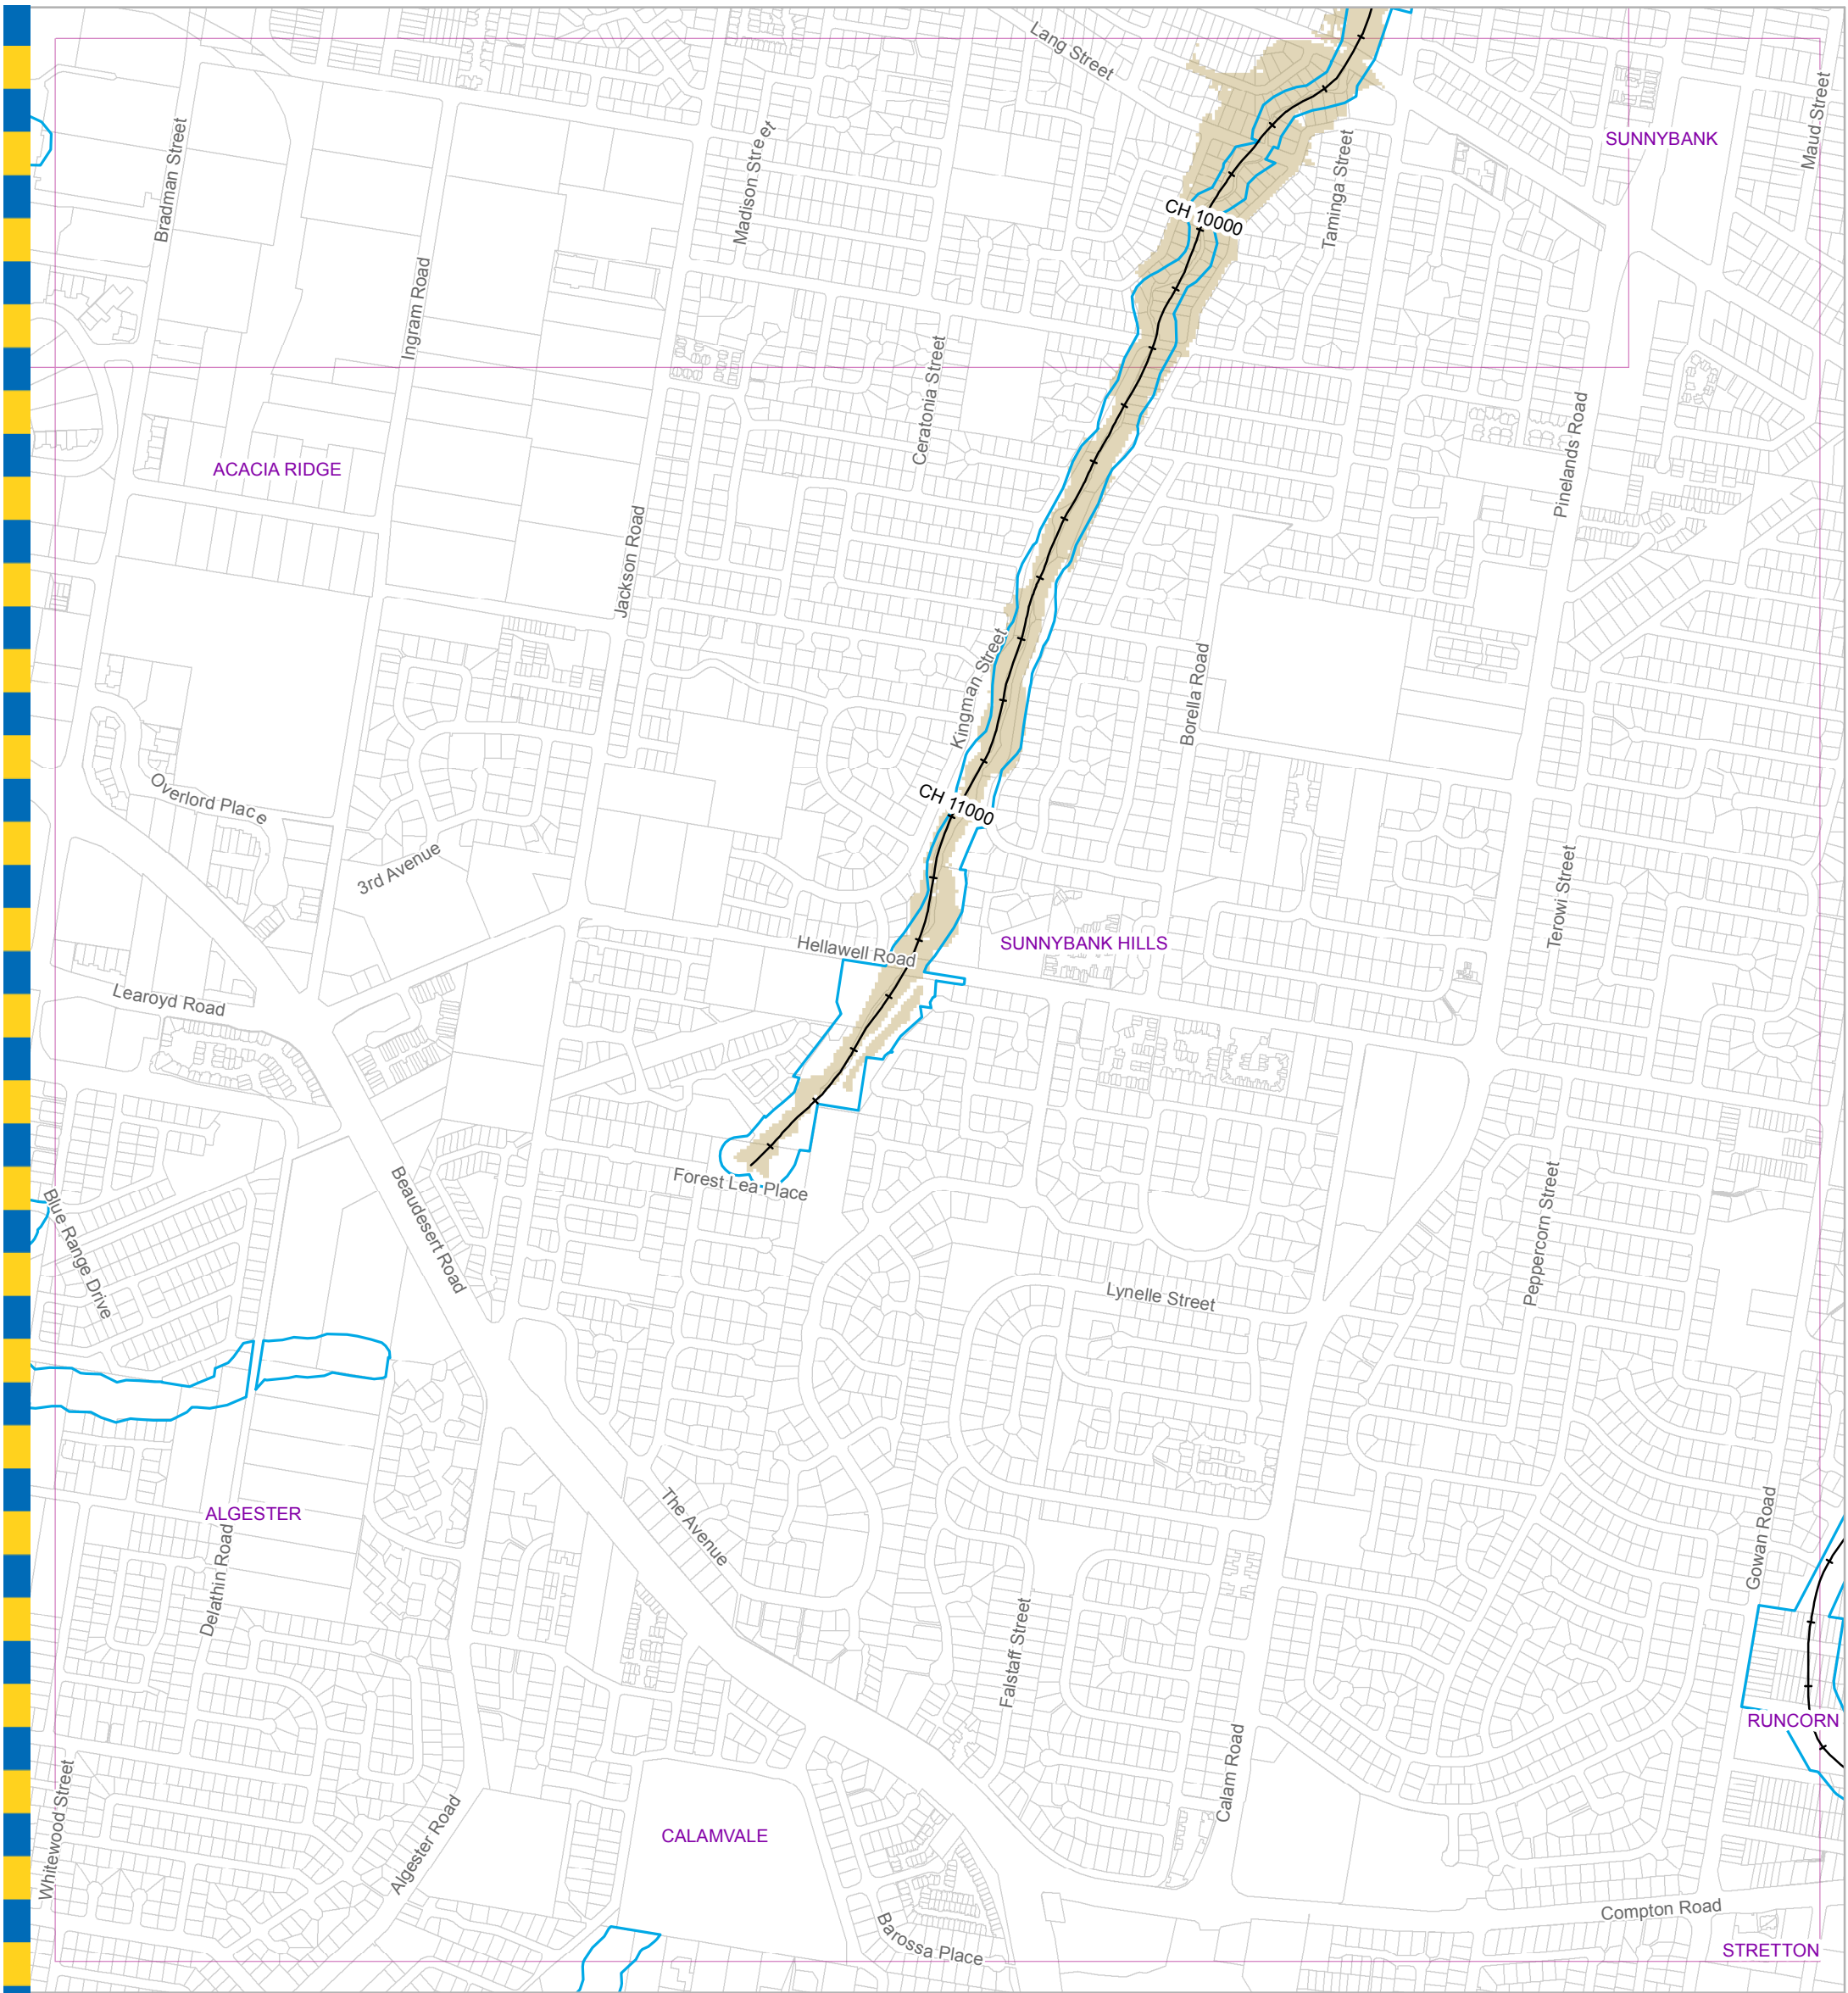 Lang Street
Maud Street
SUNNYBANK
Bradman Street
Madison Street
Taminga Street
CH 10000
Ingram Road
Ceratonia Street
Pinelands Road
ACACIA RIDGE
Jackson Road
Kingman Street
Borella Road
Overlord Place
CH 11000
3rd Avenue
Terowi Street
Hellawell Road
SUNNYBANK HILLS
Learoyd Road
Forest Lea Place
Beaudesert Road
Blue Range Drive
Peppercorn Street
Lynelle Street
ALGESTER
The Avenue
Gowan Road
Delathin Road
Falstaff Street
RUNCORN
Calam Road
Whitewood Street
Algester Road
CALAMVALE
Compton Road
Barossa Place
STRETTON